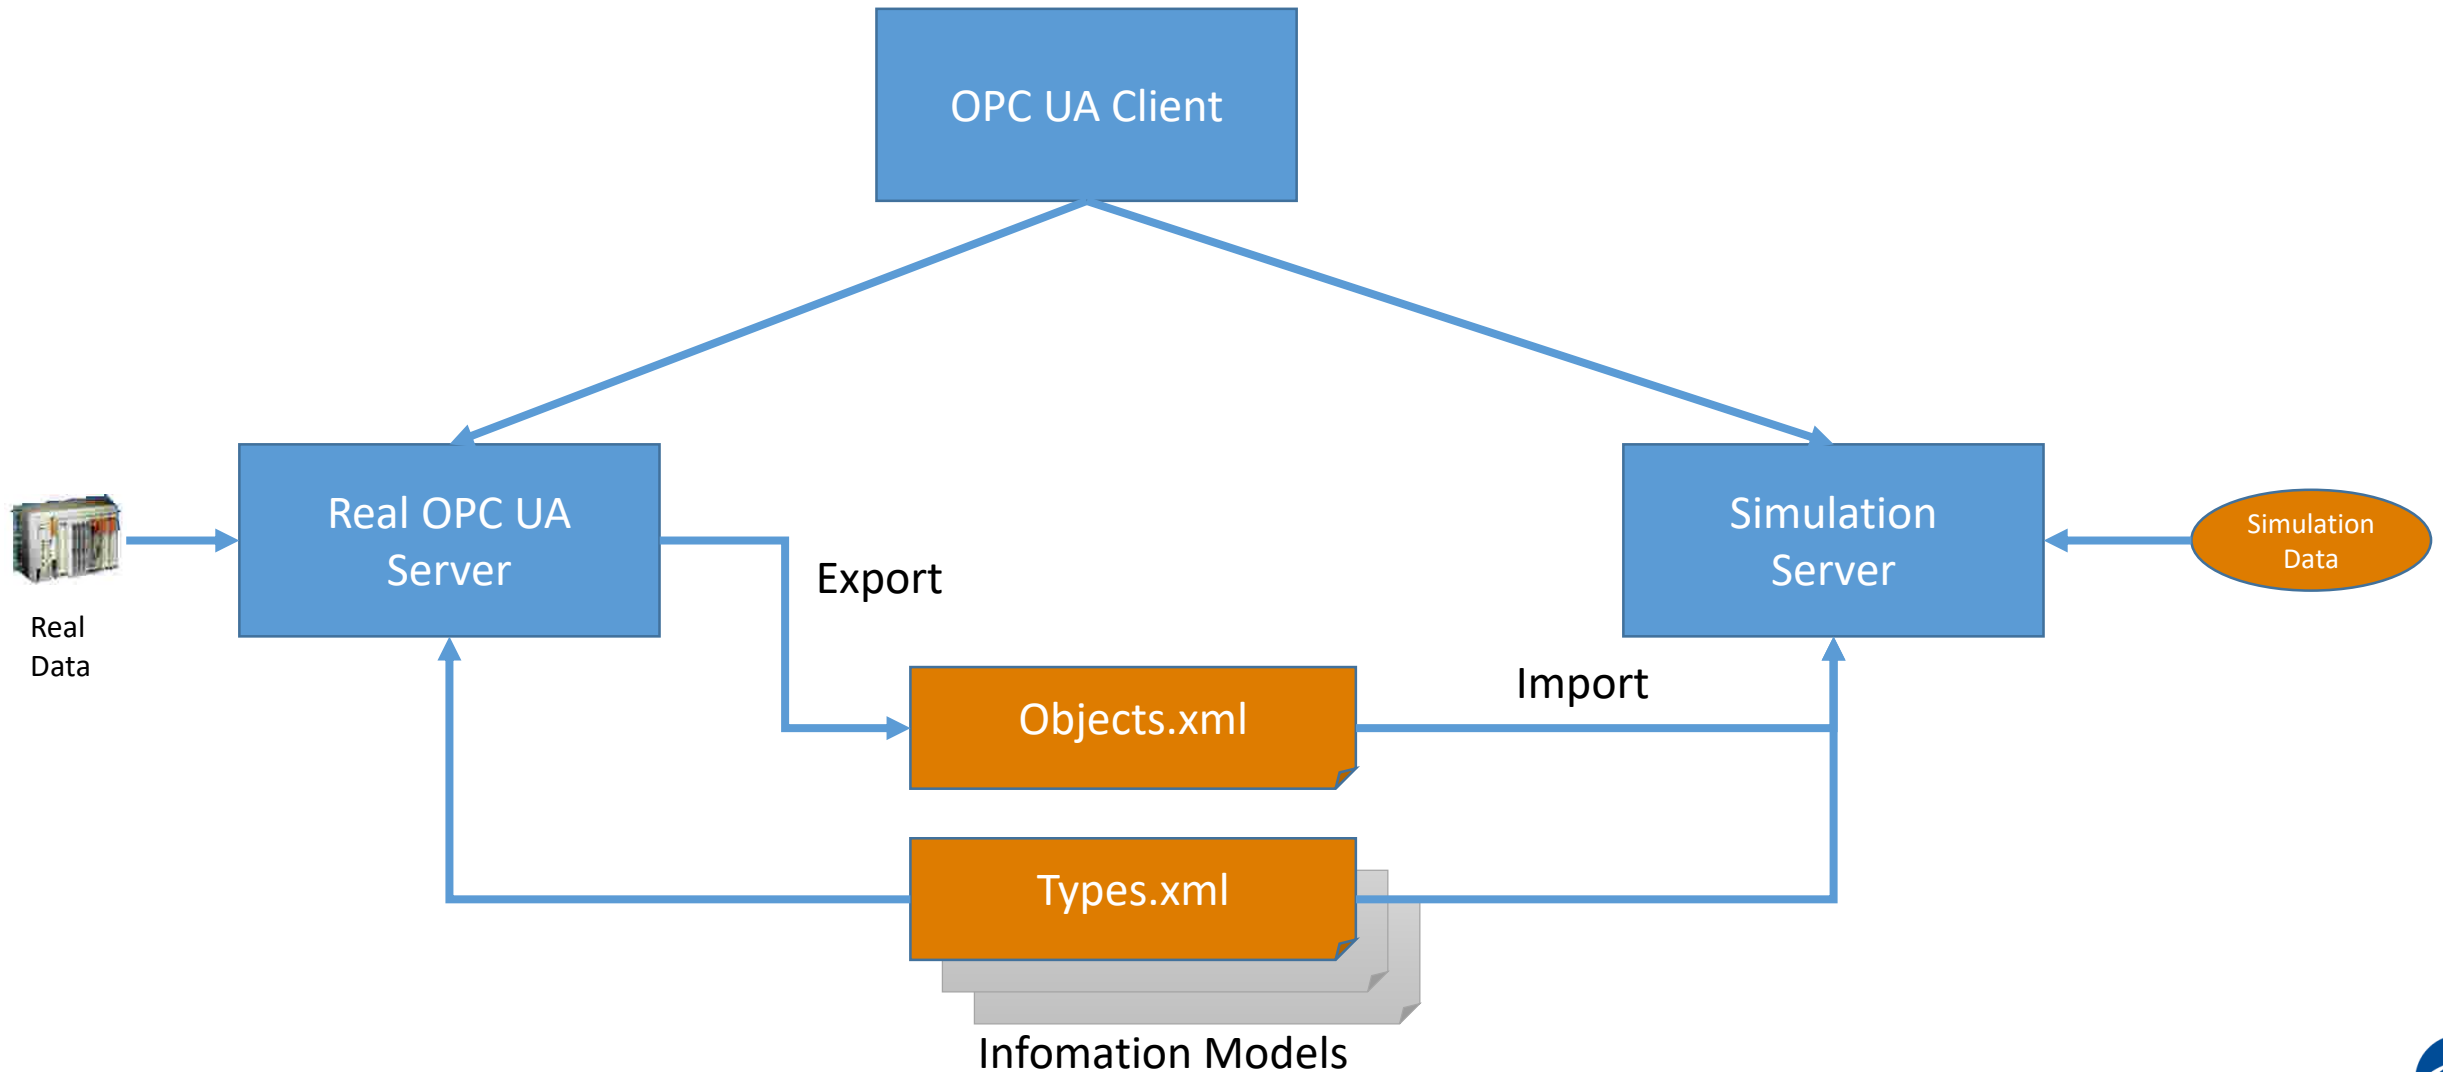 OPC UA Client
Real OPC UA
Server
Simulation
Server
Simulation
Data
Export
Real
Data
Import
Objects.xml
Types.xml
Infomation Models